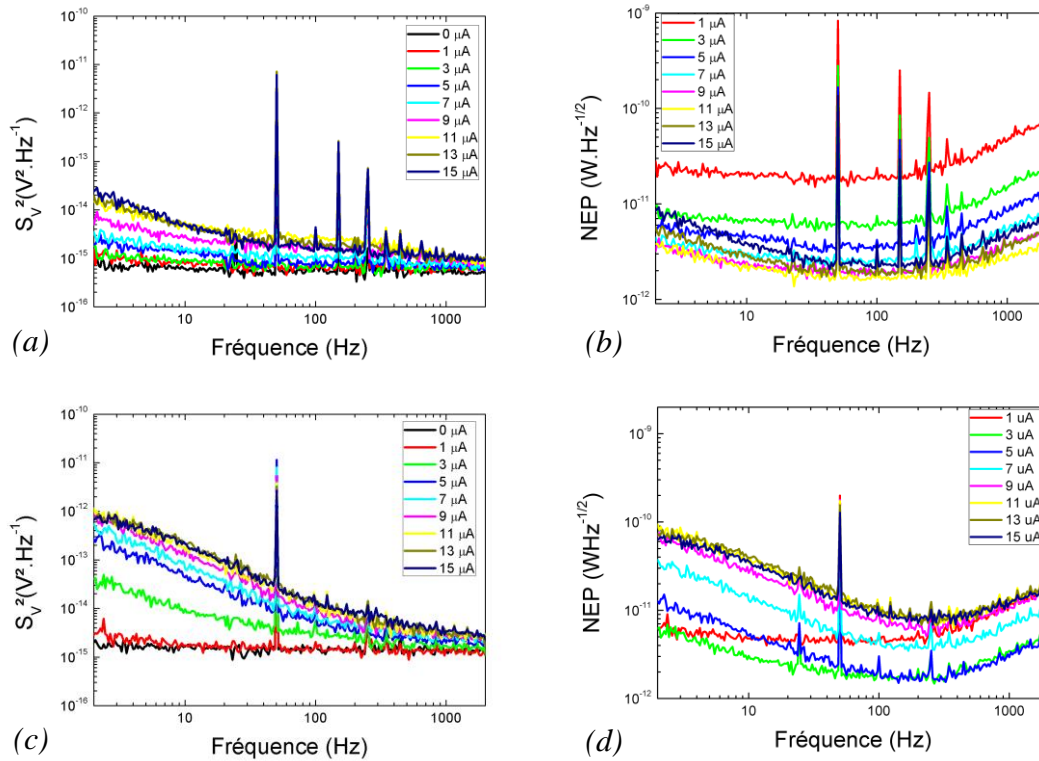 10⁻¹⁰
10⁻¹¹
10⁻¹²
10⁻¹³
10⁻¹⁴
10⁻¹⁵
10⁻¹⁶
S_V²(V².Hz⁻¹)
0 μA
1 μA
3 μA
5 μA
7 μA
9 μA
11 μA
13 μA
15 μA
10
100
1000
(a)
Fréquence (Hz)
10⁻⁹
10⁻¹⁰
10⁻¹¹
10⁻¹²
NEP (W.Hz⁻¹/²)
1 μA
3 μA
5 μA
7 μA
9 μA
11 μA
13 μA
15 μA
10
100
1000
(b)
Fréquence (Hz)
10⁻¹⁰
10⁻¹¹
10⁻¹²
10⁻¹³
10⁻¹⁴
10⁻¹⁵
10⁻¹⁶
S_V²(V².Hz⁻¹)
0 μA
1 μA
3 μA
5 μA
7 μA
9 μA
11 μA
13 μA
15 μA
10
100
1000
(c)
Fréquence (Hz)
10⁻⁹
10⁻¹⁰
10⁻¹¹
10⁻¹²
NEP (WHz⁻¹/²)
1 uA
3 uA
5 uA
7 uA
9 uA
11 uA
13 uA
15 uA
10
100
1000
(d)
Fréquence (Hz)